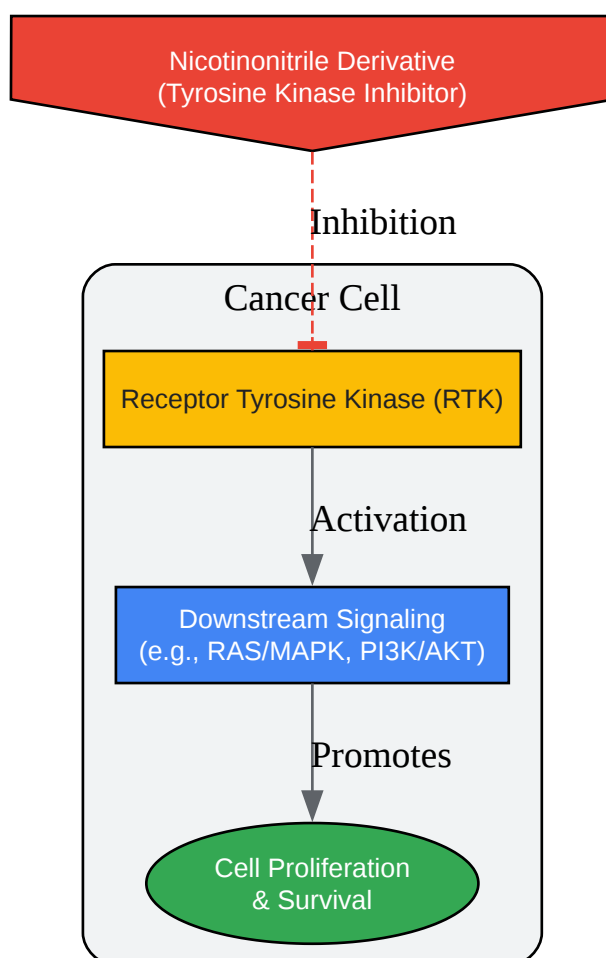 Nicotinonitrile Derivative
(Tyrosine Kinase Inhibitor)
Inhibition
Cancer Cell
Receptor Tyrosine Kinase (RTK)
Activation
Downstream Signaling
(e.g., RAS/MAPK, PI3K/AKT)
Promotes
Cell Proliferation
& Survival